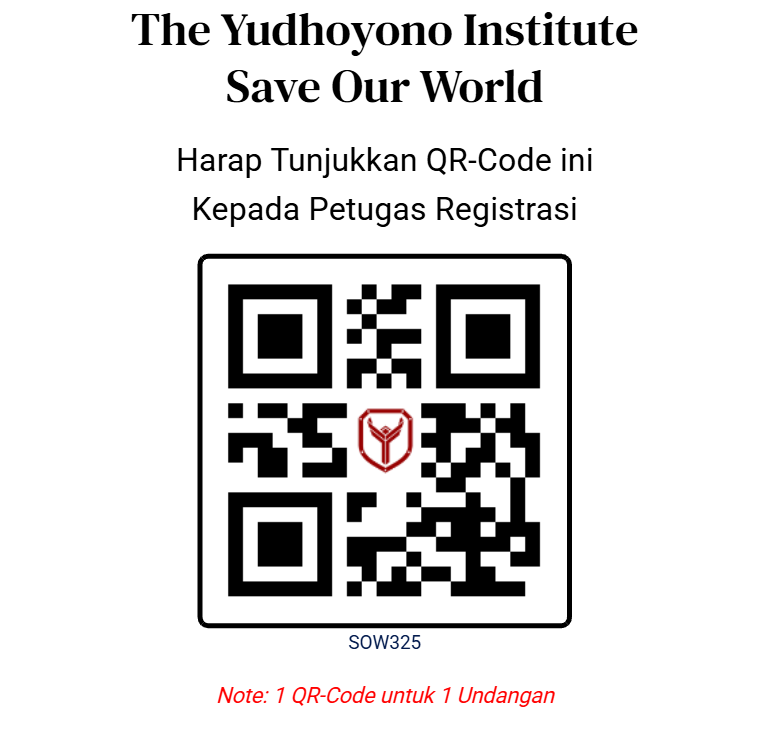 The Yudhoyono Institute
Save Our World
Harap Tunjukkan QR-Code ini
Kepada Petugas Registrasi
SOW325
Note: 1 QR-Code untuk 1 Undangan